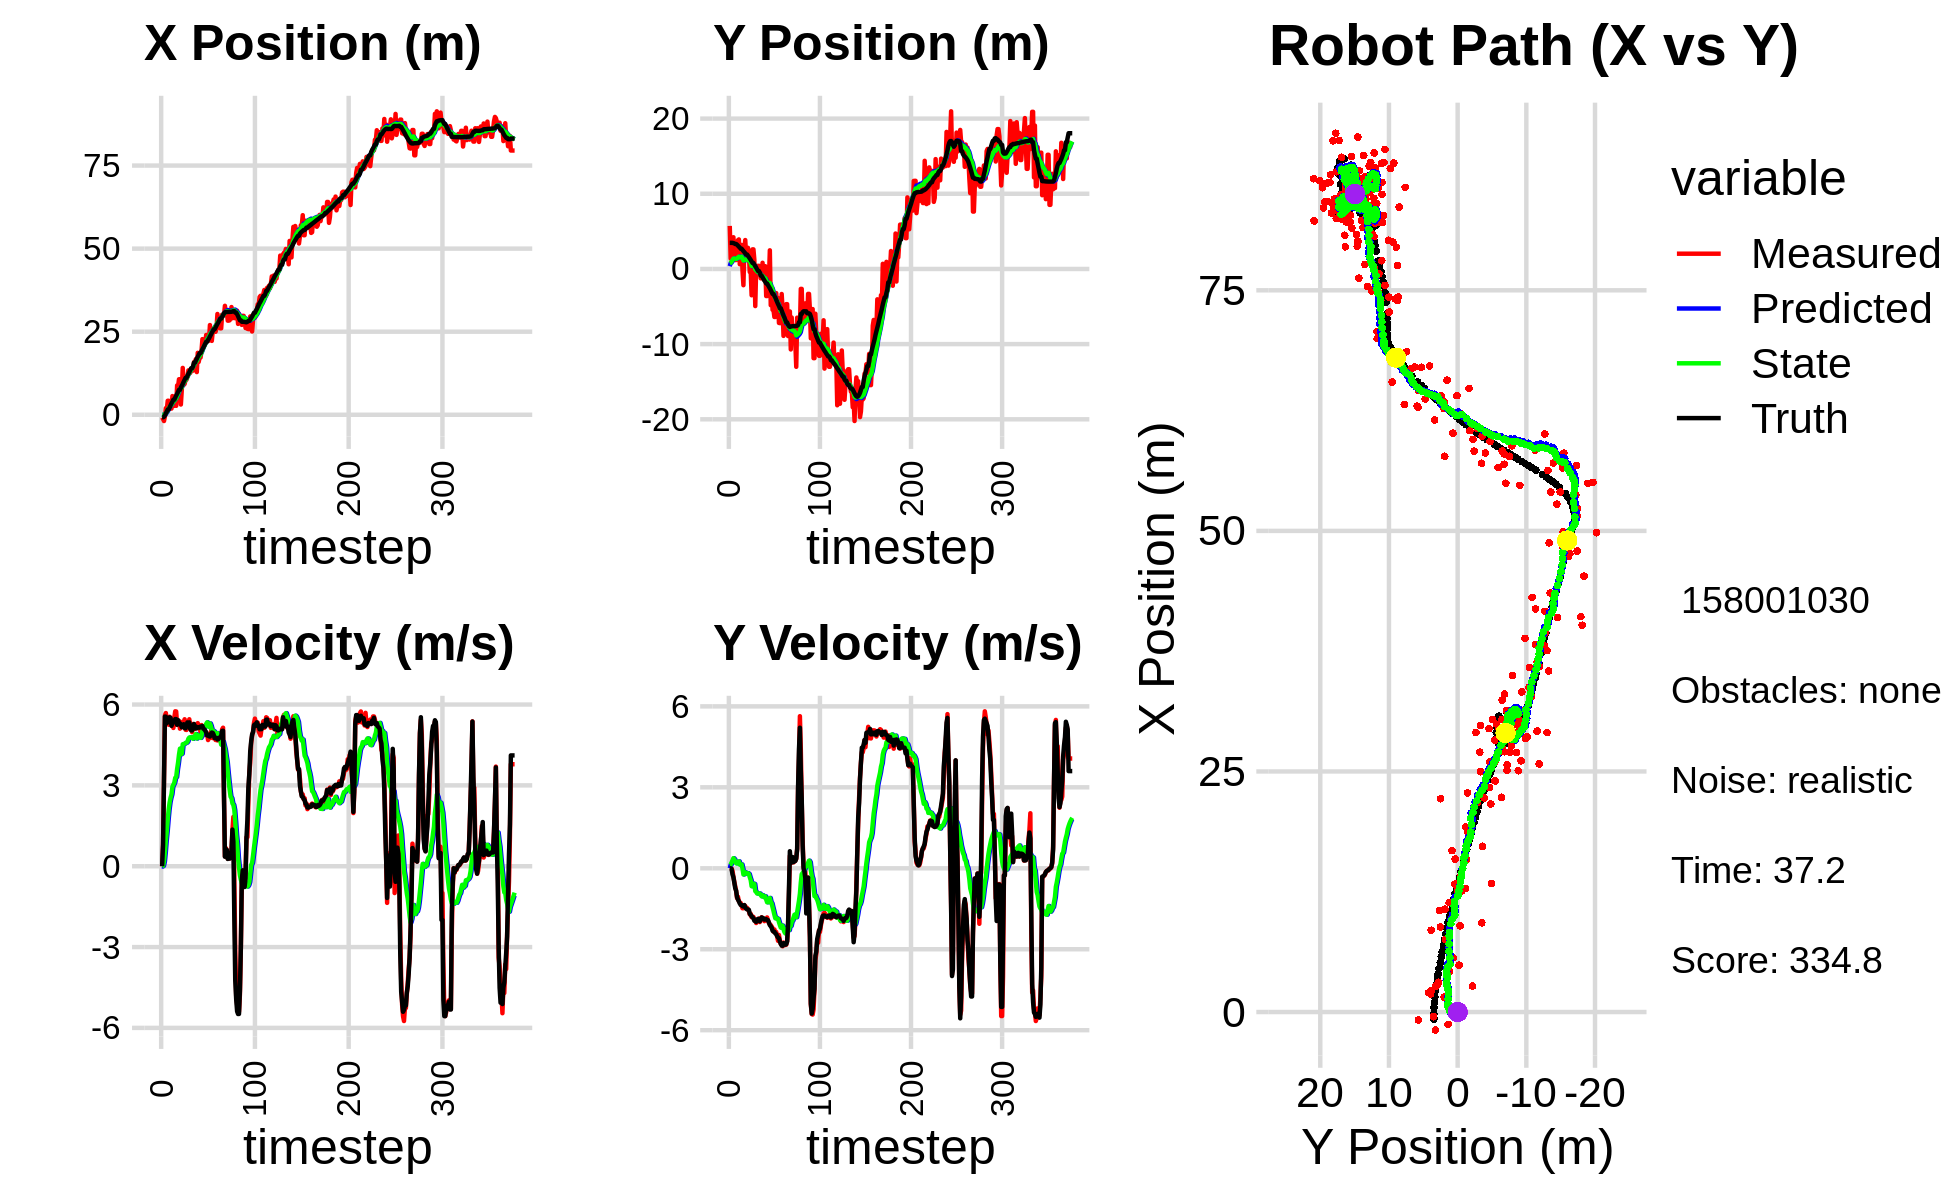 X Position (m)
75
50
25
0
0
100
200
300
timestep
Y Position (m)
20
10
0
-10
-20
0
100
200
300
timestep
X Velocity (m/s)
6
3
0
-3
-6
0
100
200
300
timestep
Y Velocity (m/s)
6
3
0
-3
-6
0
100
200
300
timestep
Robot Path (X vs Y)
X Position (m)
75
50
25
0
20 10 0 -10 -20
Y Position (m)
variable
Measured
Predicted
State
Truth
158001030
Obstacles: none
Noise: realistic
Time: 37.2
Score: 334.8